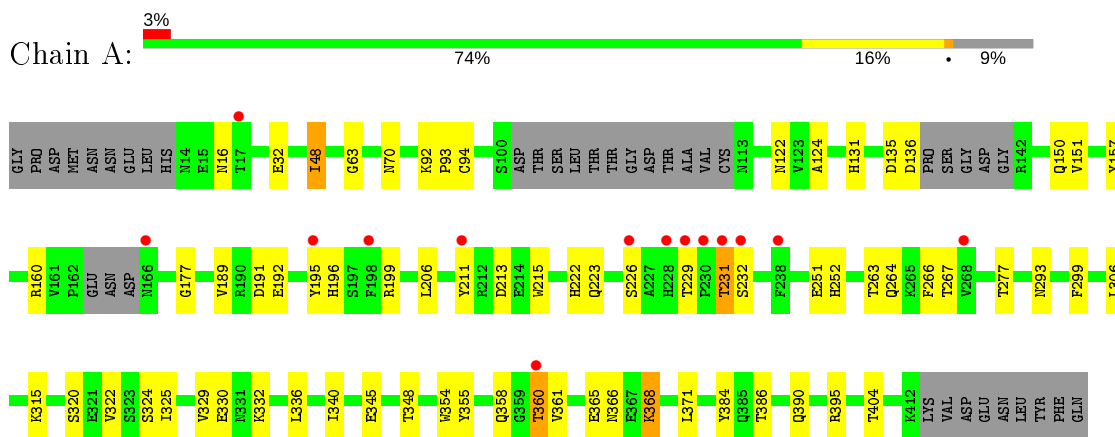 3%
Chain A:
74% 16% • 9%
GLY PRO ASP MET ASN ASN GLU LEU HIS N14 E15 N16 T17 E32 I48 G63 N70 K92 P93 C94 S100 ASP THR SER LEU THR THR GLY ASP THR ALA VAL CYS N113 N122 V123 A124 H131 D135 D136 PRO SER GLY ASP GLY R142 Q150 V151 Y157
R160 V161 P162 GLU ASN ASP N166 G177 V189 R190 D191 E192 Y195 H196 S197 F198 R199 L206 Y211 R212 D213 E214 W215 H222 Q223 S226 A227 H228 T229 P230 T231 S232 F238 E251 H252 T263 Q264 K265 F266 T267 V268 T277 N293 F299 L306
K315 S320 E321 V322 S323 S324 I325 V329 E330 N331 K332 L336 I340 E345 T348 W354 Y355 Q358 G359 T360 V361 E365 N366 E367 K368 L371 Y384 Q385 T386 Q390 R395 T404 K412 LYS VAL ASP GLU ASN LEU TYR PHE GLN